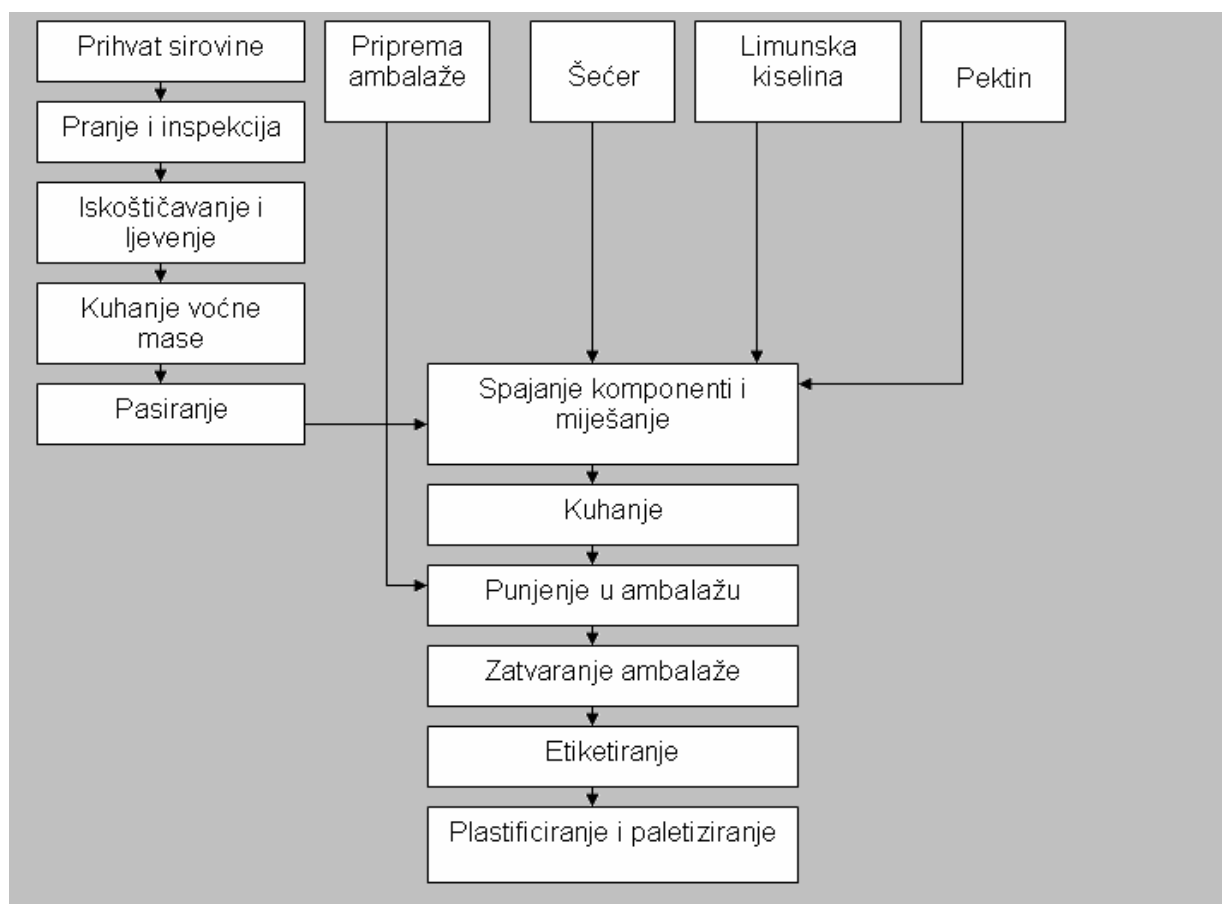 Prihvat sirovine
Priprema
ambalaže
Šećer
Limunska
kiselina
Pektin
Pranje i inspekcija
Iskoštičavanje i
ljevenje
Kuhanje voćne
mase
Pasiranje
Spajanje komponenti i
miješanje
Kuhanje
Punjenje u ambalažu
Zatvaranje ambalaže
Etiketiranje
Plastificiranje i paletiziranje